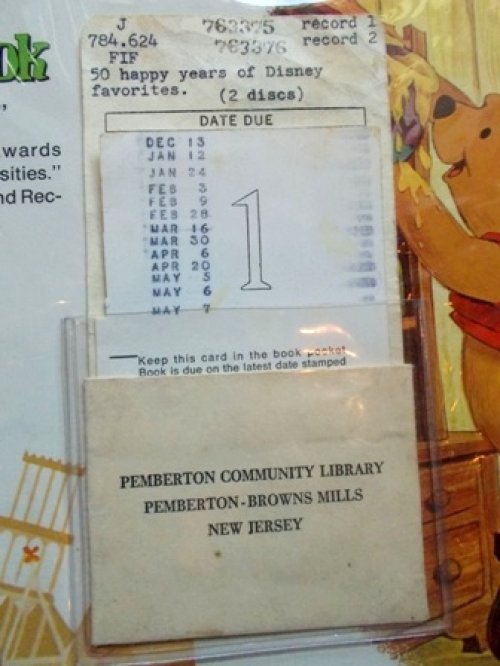 ok
,
wards
sities."
nd Rec-
J 763375 record 1
784.624 763376 record 2
FIF
50 happy years of Disney
favorites. (2 discs)
DATE DUE
DEC 13
JAN 12
JAN 24
FEB 3
FEB 9
FEB 28
MAR 16
MAR 30
APR 6
APR 20
MAY 5
MAY 6
MAY 7
1
Keep this card in the book pocket
Book is due on the latest date stamped
PEMBERTON COMMUNITY LIBRARY
PEMBERTON-BROWNS MILLS
NEW JERSEY